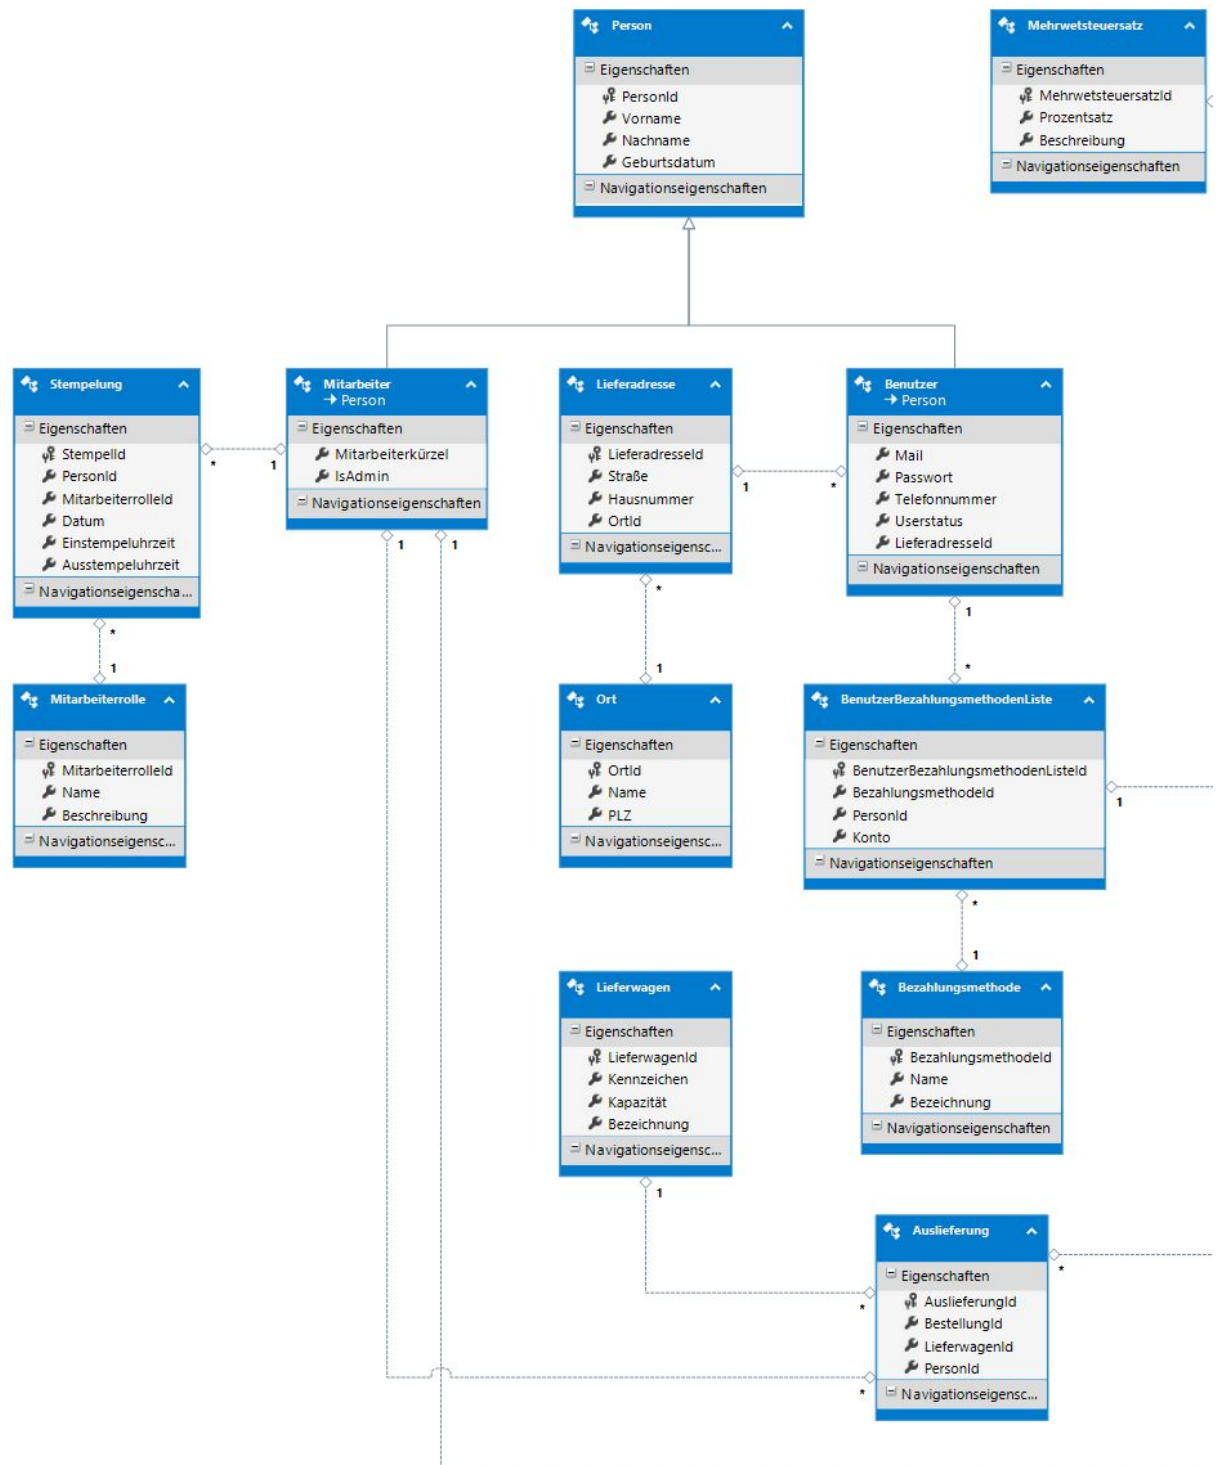 Person
Eigenschaften
PersonId
Vorname
Nachname
Geburtsdatum
Navigationseigenschaften
Mehrwetsteuersatz
Eigenschaften
MehrwetsteuersatzId
Prozentsatz
Beschreibung
Navigationseigenschaften
Stempelung
Eigenschaften
StempelId
PersonId
MitarbeiterrolleId
Datum
Einstempeluhrzeit
Ausstempeluhrzeit
Navigationseigenscha...
*
1
Mitarbeiter
Person
Eigenschaften
Mitarbeiterkürzel
IsAdmin
Navigationseigenschaften
1
1
Lieferadresse
Eigenschaften
LieferadresseId
Straße
Hausnummer
OrtId
Navigationseigensc...
1
*
Benutzer
Person
Eigenschaften
Mail
Passwort
Telefonnummer
Userstatus
LieferadresseId
Navigationseigenschaften
*
1
Mitarbeiterrolle
Eigenschaften
MitarbeiterrolleId
Name
Beschreibung
Navigationseigensc...
*
1
Ort
Eigenschaften
OrtId
Name
PLZ
Navigationseigensc...
1
*
BenutzerBezahlungsmethodenListe
Eigenschaften
BenutzerBezahlungsmethodenListeId
BezahlungsmethodeId
PersonId
Konto
Navigationseigenschaften
1
*
1
Lieferwagen
Eigenschaften
LieferwagenId
Kennzeichen
Kapazität
Bezeichnung
Navigationseigensc...
1
Bezahlungsmethode
Eigenschaften
BezahlungsmethodeId
Name
Bezeichnung
Navigationseigenschaften
Auslieferung
Eigenschaften
AuslieferungId
BestellungId
LieferwagenId
PersonId
Navigationseigensc...
*
*
*